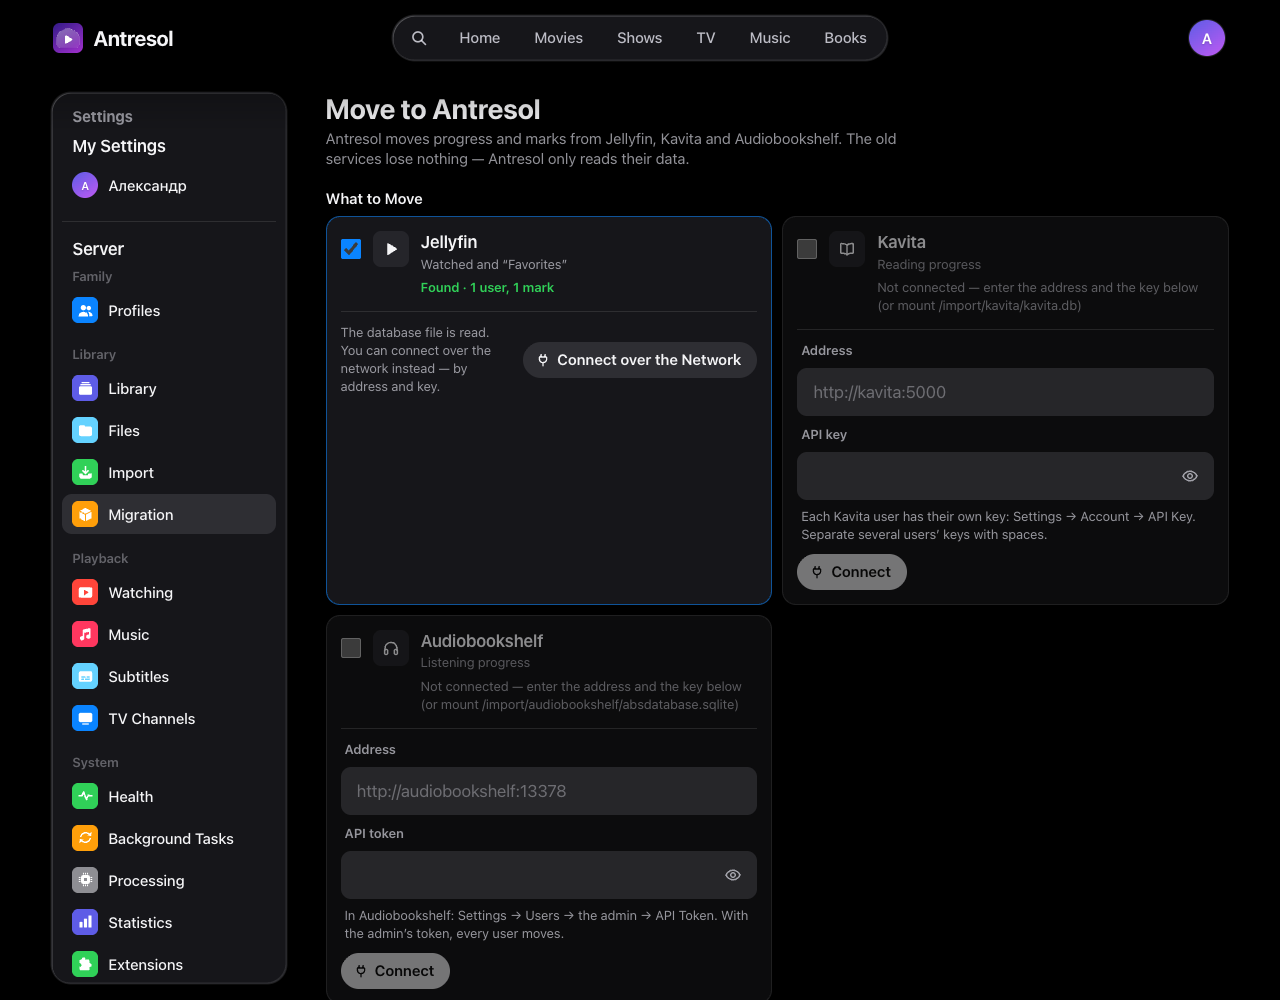 Antresol
Home
Movies
Shows
TV
Music
Books
A
Settings
My Settings
A
Александр
Server
Family
Profiles
Library
Library
Files
Import
Migration
Playback
Watching
Music
Subtitles
TV Channels
System
Health
Background Tasks
Processing
Statistics
Extensions
Move to Antresol
Antresol moves progress and marks from Jellyfin, Kavita and Audiobookshelf. The old
services lose nothing — Antresol only reads their data.
What to Move
Jellyfin
Watched and “Favorites”
Found · 1 user, 1 mark
The database file is read.
You can connect over the
network instead — by
address and key.
Connect over the Network
Kavita
Reading progress
Not connected — enter the address and the key below
(or mount /import/kavita/kavita.db)
Address
http://kavita:5000
API key
Each Kavita user has their own key: Settings → Account → API Key.
Separate several users’ keys with spaces.
Connect
Audiobookshelf
Listening progress
Not connected — enter the address and the key below
(or mount /import/audiobookshelf/absdatabase.sqlite)
Address
http://audiobookshelf:13378
API token
In Audiobookshelf: Settings → Users → the admin → API Token. With
the admin’s token, every user moves.
Connect